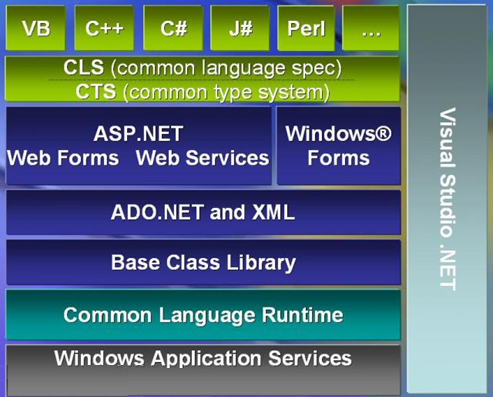 VB C++ C# J# Perl ...
CLS (common language spec)
CTS (common type system)
ASP.NET
Web Forms Web Services
Windows®
Forms
ADO.NET and XML
Base Class Library
Common Language Runtime
Windows Application Services
Visual Studio .NET